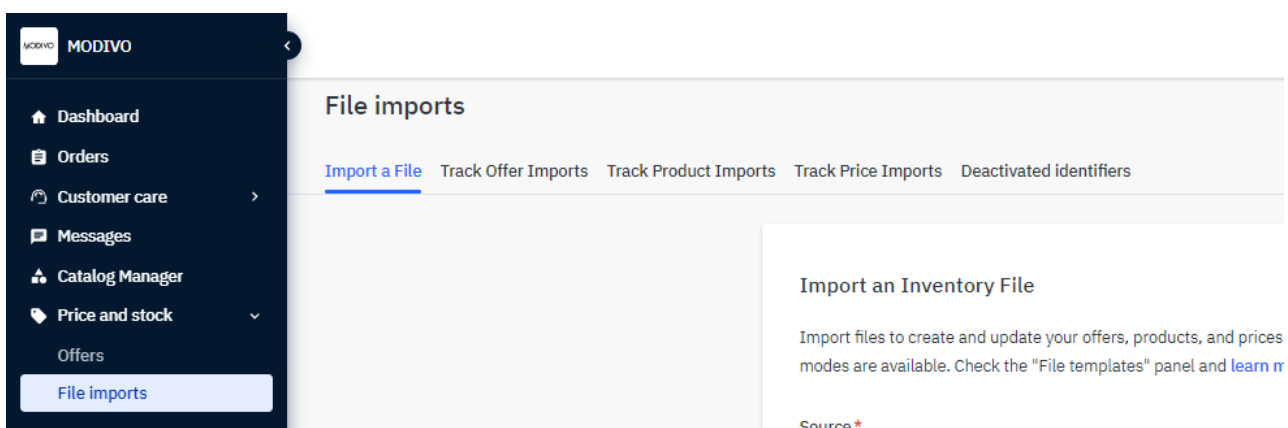 MODIVO MODIVO
Dashboard
Orders
Customer care
Messages
Catalog Manager
Price and stock
Offers
File imports
File imports
Import a File Track Offer Imports Track Product Imports Track Price Imports Deactivated identifiers
Import an Inventory File
Import files to create and update your offers, products, and prices
modes are available. Check the "File templates" panel and learn
Source*